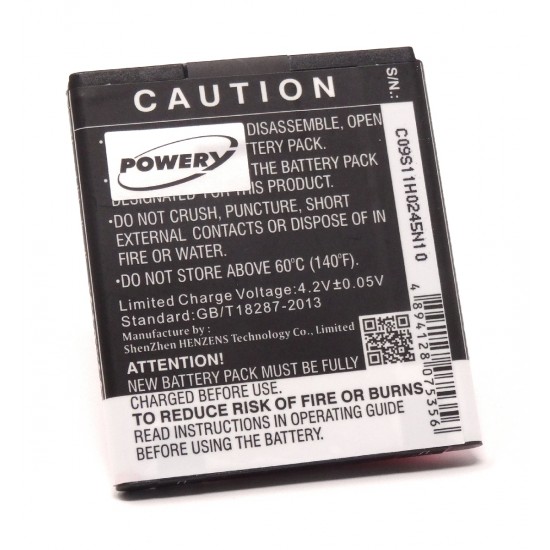 CAUTION
DISASSEMBLE, OPEN
POWERY
TERY PACK.
THE BATTERY PACK
DESIGNATED FOR THIS PRODUCT.
•DO NOT CRUSH, PUNCTURE, SHORT
EXTERNAL CONTACTS OR DISPOSE OF IN
FIRE OR WATER.
•DO NOT STORE ABOVE 60℃ (140℉).
Limited Charge Voltage:4.2V±0.05V
Standard:GB/T18287-2013
Manufacture by :
ShenZhen HENZENS Technology Co., Limited.
ATTENTION!
NEW BATTERY PACK MUST BE FULLY
CHARGED BEFORE USE.
TO REDUCE RISK OF FIRE OR BURNS
READ INSTRUCTIONS IN OPERATING GUIDE
BEFORE USING THE BATTERY.
S/N.:
C09S11H0245N10
4894128075356